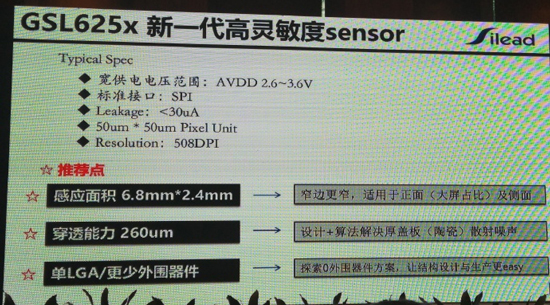 GSL625x 新一代高灵敏度sensor
Silead
Typical Spec
◆ 宽供电电压范围：AVDD 2.6~3.6V
◆ 标准接口：SPI
◆ Leakage: <30uA
◆ 50um * 50um Pixel Unit
◆ Resolution: 508DPI
☆ 推荐点
☆ 感应面积 6.8mm*2.4mm → 窄边更窄，适用于正面（大屏占比）及侧面
☆ 穿透能力 260um → 设计+算法解决厚盖板（陶瓷）散射噪声
☆ 单LGA/更少外围器件 → 探索0外围器件方案，让结构设计与生产更easy